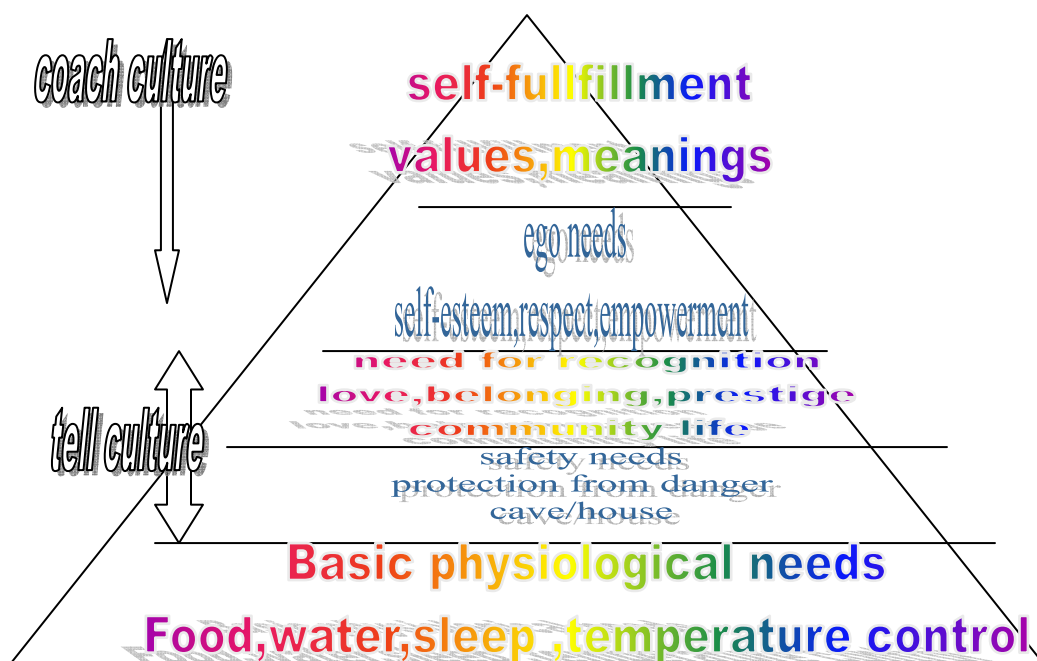 coach culture
self-fullfillment
values,meanings
ego needs
self-esteem,respect,empowerment
need for recognition
love,belonging,prestige
community life
tell culture
safety needs
protection from danger
cave/house
Basic physiological needs
Food,water,sleep ,temperature control